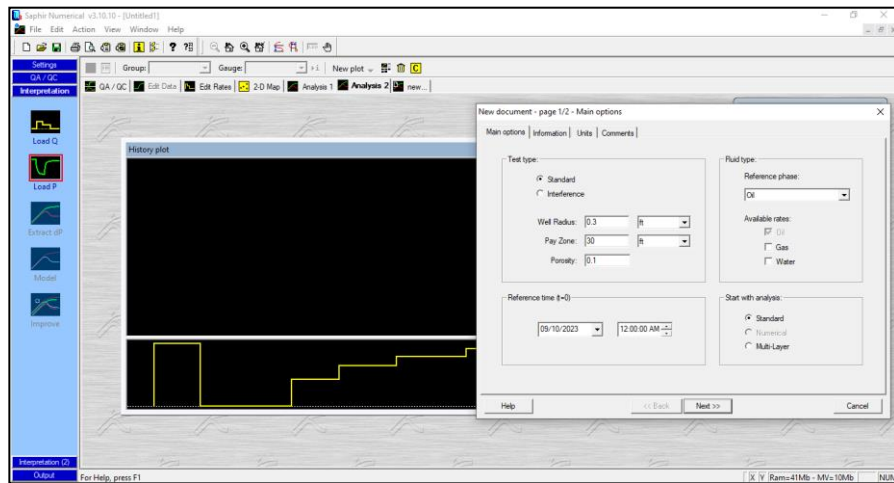 Saphir Numerical v3.10.10 - [Untitled1]
File Edit Action View Window Help
Settings
QA / QC
Interpretation
Group: Gauge: New plot
QA / QC Edit Data Edit Rates 2-D Map Analysis 1 Analysis 2 new...
Load Q
Load P
Extract dP
Model
Improve
History plot
New document - page 1/2 - Main options
Main options Information Units Comments
Test type:
Standard
Interference
Well Radius: 0.3 ft
Pay Zone: 30 ft
Porosity: 0.1
Fluid type:
Reference phase:
Oil
Available rates:
Oil
Gas
Water
Reference time (t=0)
09/10/2023 12:00:00 AM
Start with analysis:
Standard
Numerical
Multi-Layer
Help << Back Next >> Cancel
Interpretation (2)
Output
For Help, press F1
X Y Ram=41Mb - MV=10Mb NUM